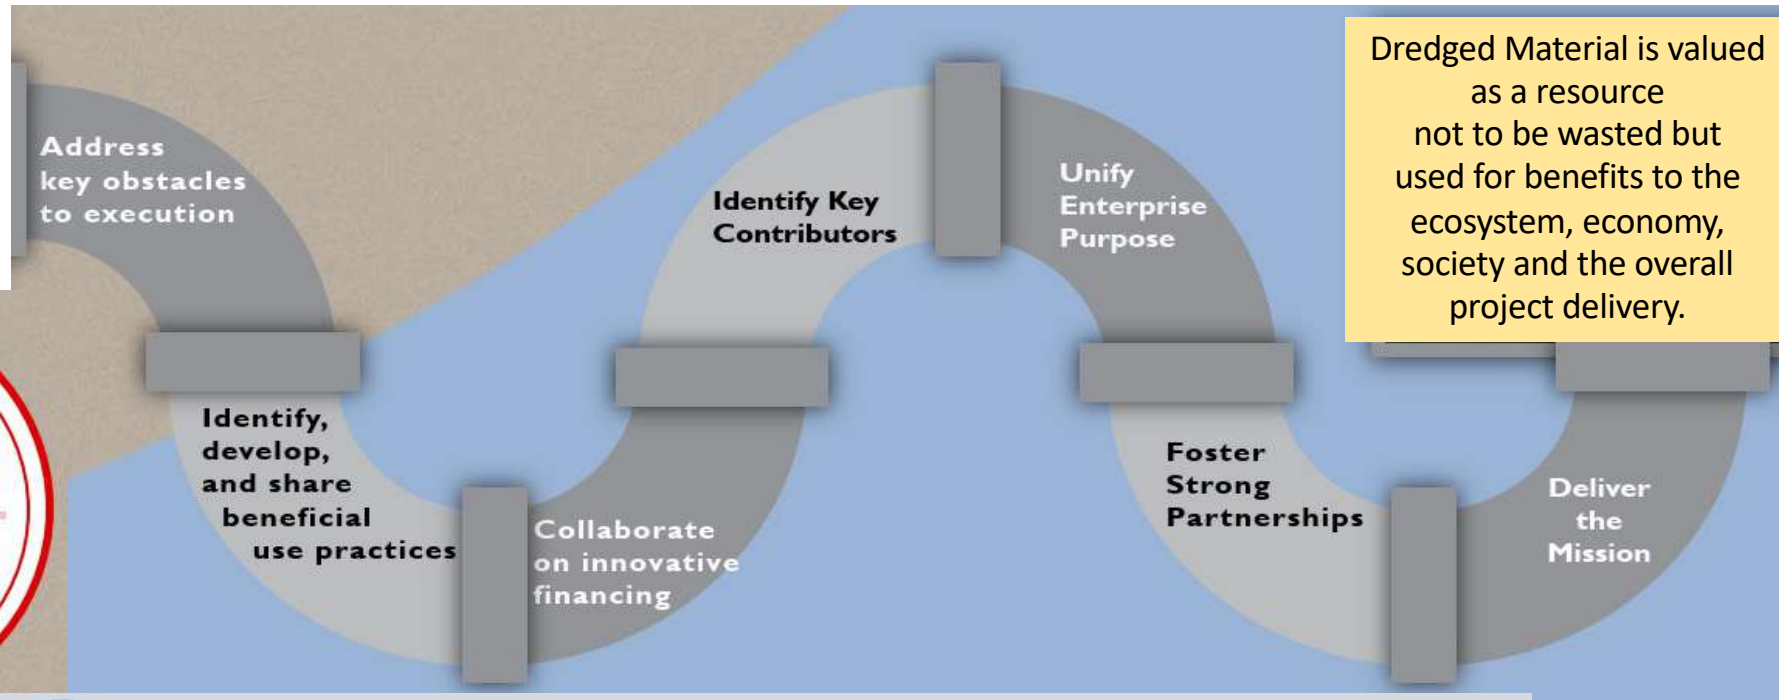 Address
key obstacles
to execution
Identify,
develop,
and share
beneficial
use practices
Collaborate
on innovative
financing
Identify Key
Contributors
Unify
Enterprise
Purpose
Foster
Strong
Partnerships
Deliver
the
Mission
Dredged Material is valued
as a resource
not to be wasted but
used for benefits to the
ecosystem, economy,
society and the overall
project delivery.